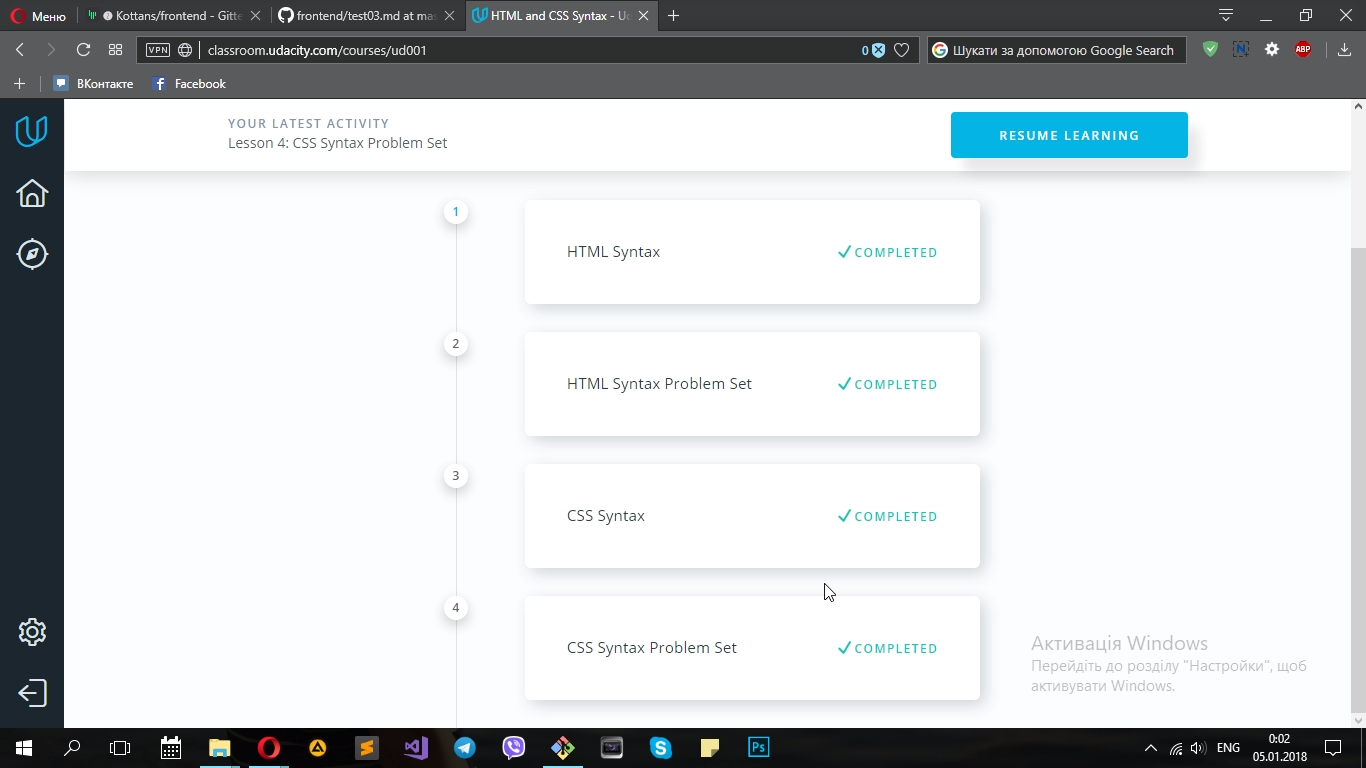 Меню
Kottans/frontend - Gitte
frontend/test03.md at mas
HTML and CSS Syntax - Ud
VPN
classroom.udacity.com/courses/ud001
0
Шукати за допомогою Google Search
ABP
ВКонтакте
Facebook
YOUR LATEST ACTIVITY
Lesson 4: CSS Syntax Problem Set
RESUME LEARNING
1
HTML Syntax
COMPLETED
2
HTML Syntax Problem Set
COMPLETED
3
CSS Syntax
COMPLETED
4
CSS Syntax Problem Set
COMPLETED
Активація Windows
Перейдіть до розділу "Настройки", щоб
активувати Windows.
Ps
ENG
0:02
05.01.2018